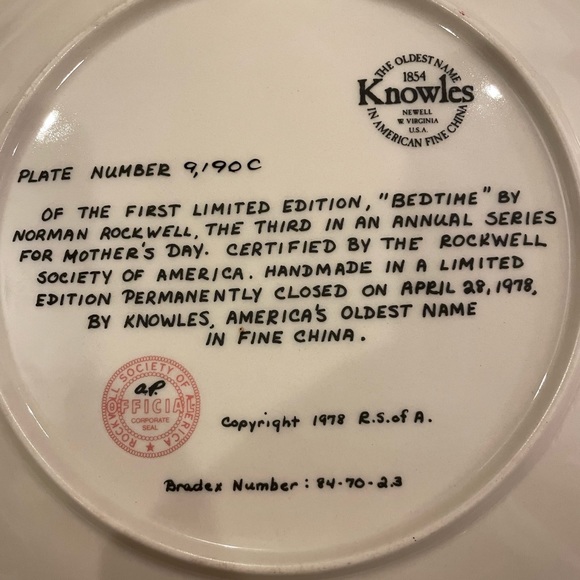 THE OLDEST NAME
1854
Knowles
NEWELL
W VIRGINIA
U.S.A.
IN AMERICAN FINE CHINA
PLATE NUMBER 9,190C
OF THE FIRST LIMITED EDITION, "BEDTIME" BY
NORMAN ROCKWELL, THE THIRD IN AN ANNUAL SERIES
FOR MOTHER'S DAY. CERTIFIED BY THE ROCKWELL
SOCIETY OF AMERICA. HANDMADE IN A LIMITED
EDITION PERMANENTLY CLOSED ON APRIL 28, 1978,
BY KNOWLES, AMERICA'S OLDEST NAME
IN FINE CHINA.
ROCKWELL SOCIETY OF AMERICA
a.P.
OFFICIAL
CORPORATE
SEAL
Copyright 1978 R.S.of A.
Bradex Number: 84-70-2.3